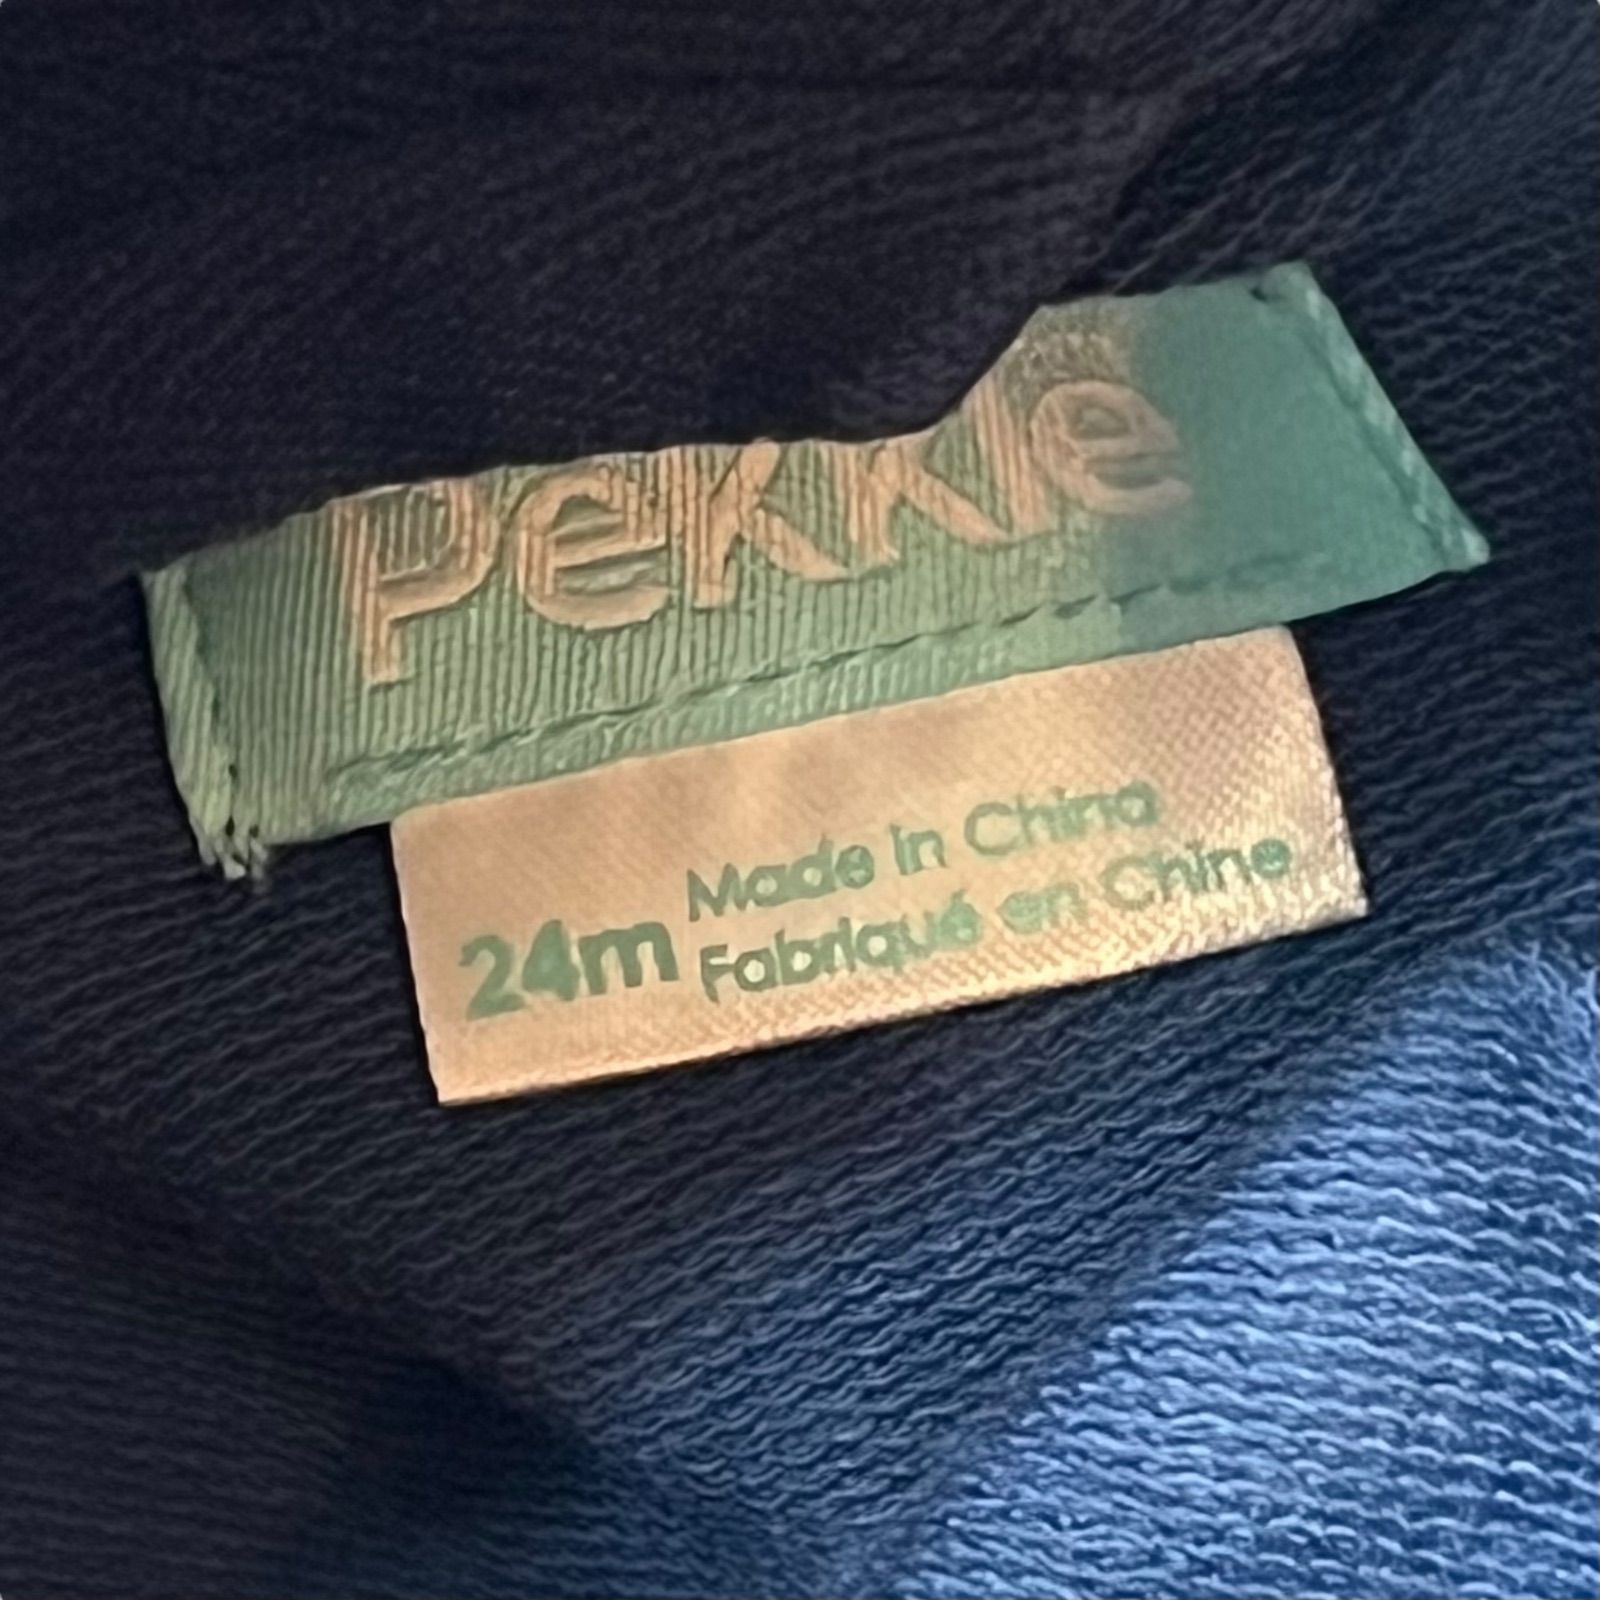 Pekkle
24m
Made in China
Fabriqué en Chine